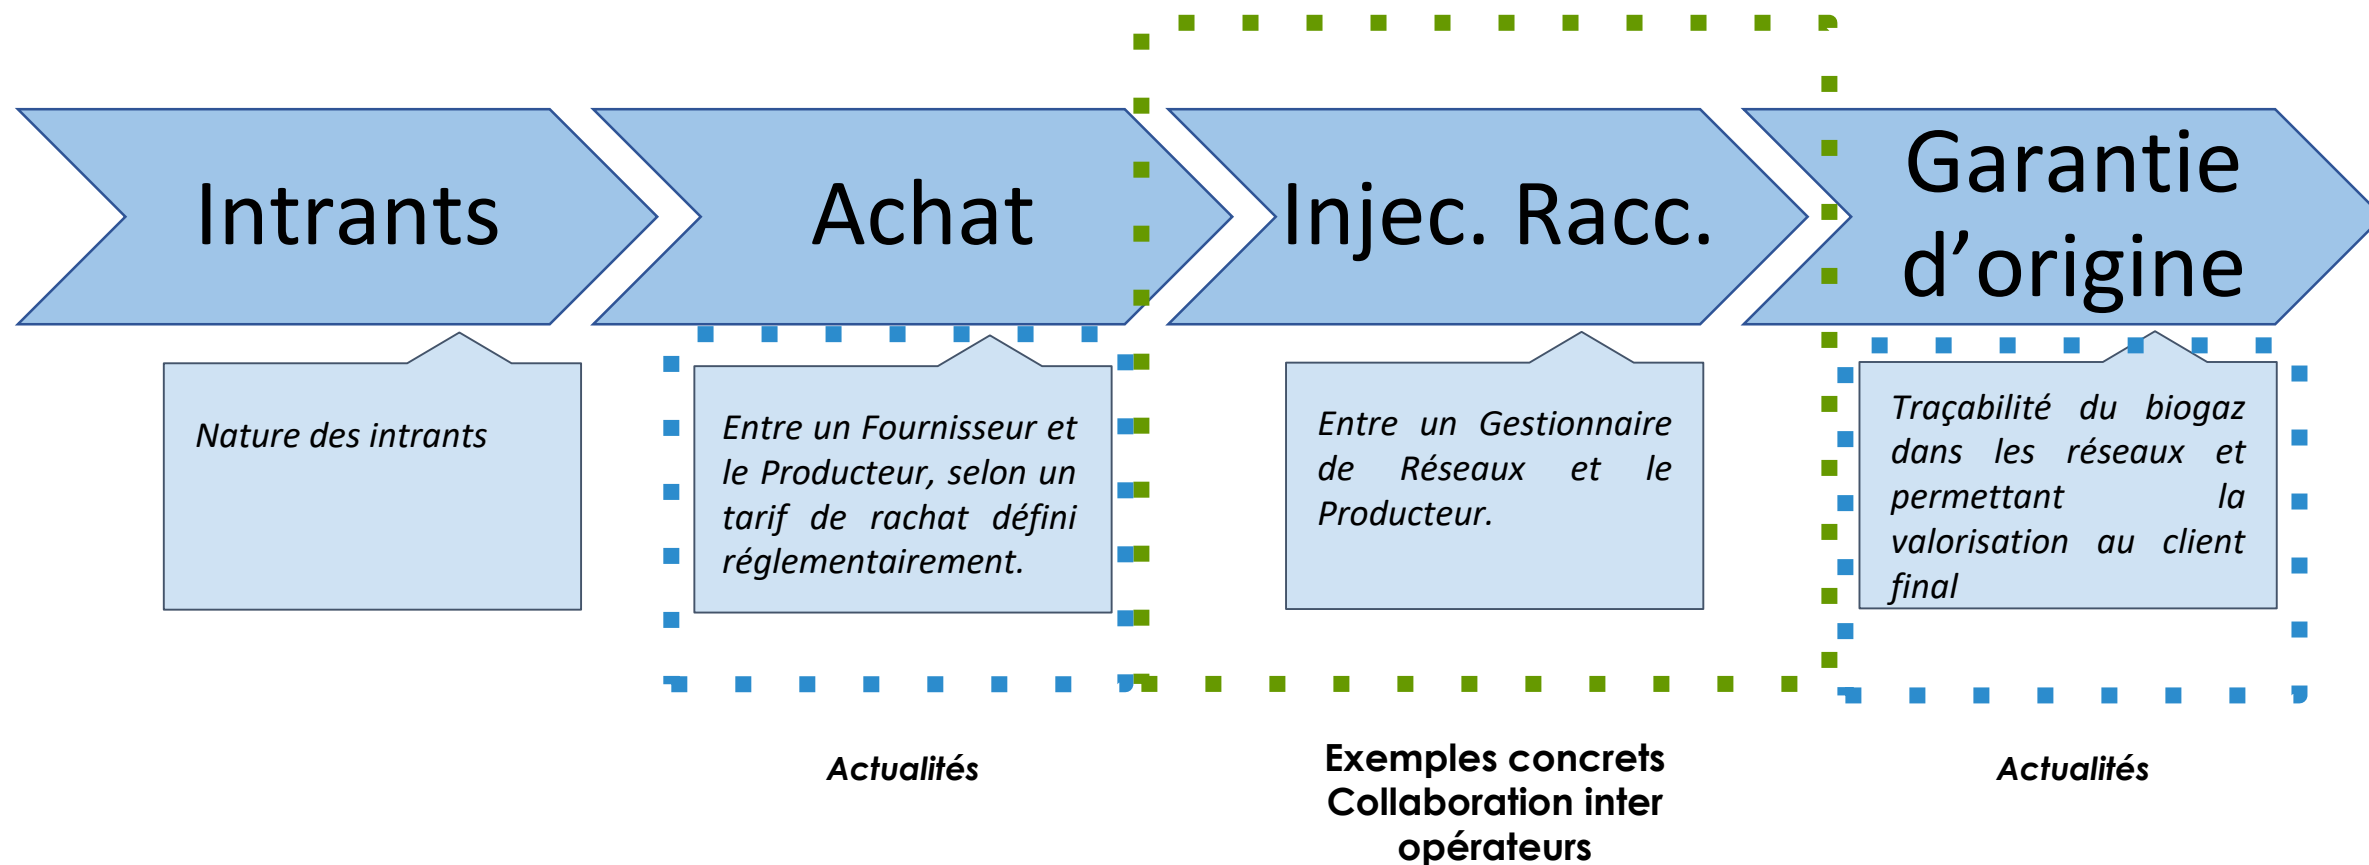 Intrants
Achat
Injec. Racc.
Garantie
d’origine
Nature des intrants
Entre un Fournisseur et
le Producteur, selon un
tarif de rachat défini
réglementairement.
Entre un Gestionnaire
de Réseaux et le
Producteur.
Traçabilité du biogaz
dans les réseaux et
permettant la
valorisation au client
final
Actualités
Exemples concrets
Collaboration inter
opérateurs
Actualités